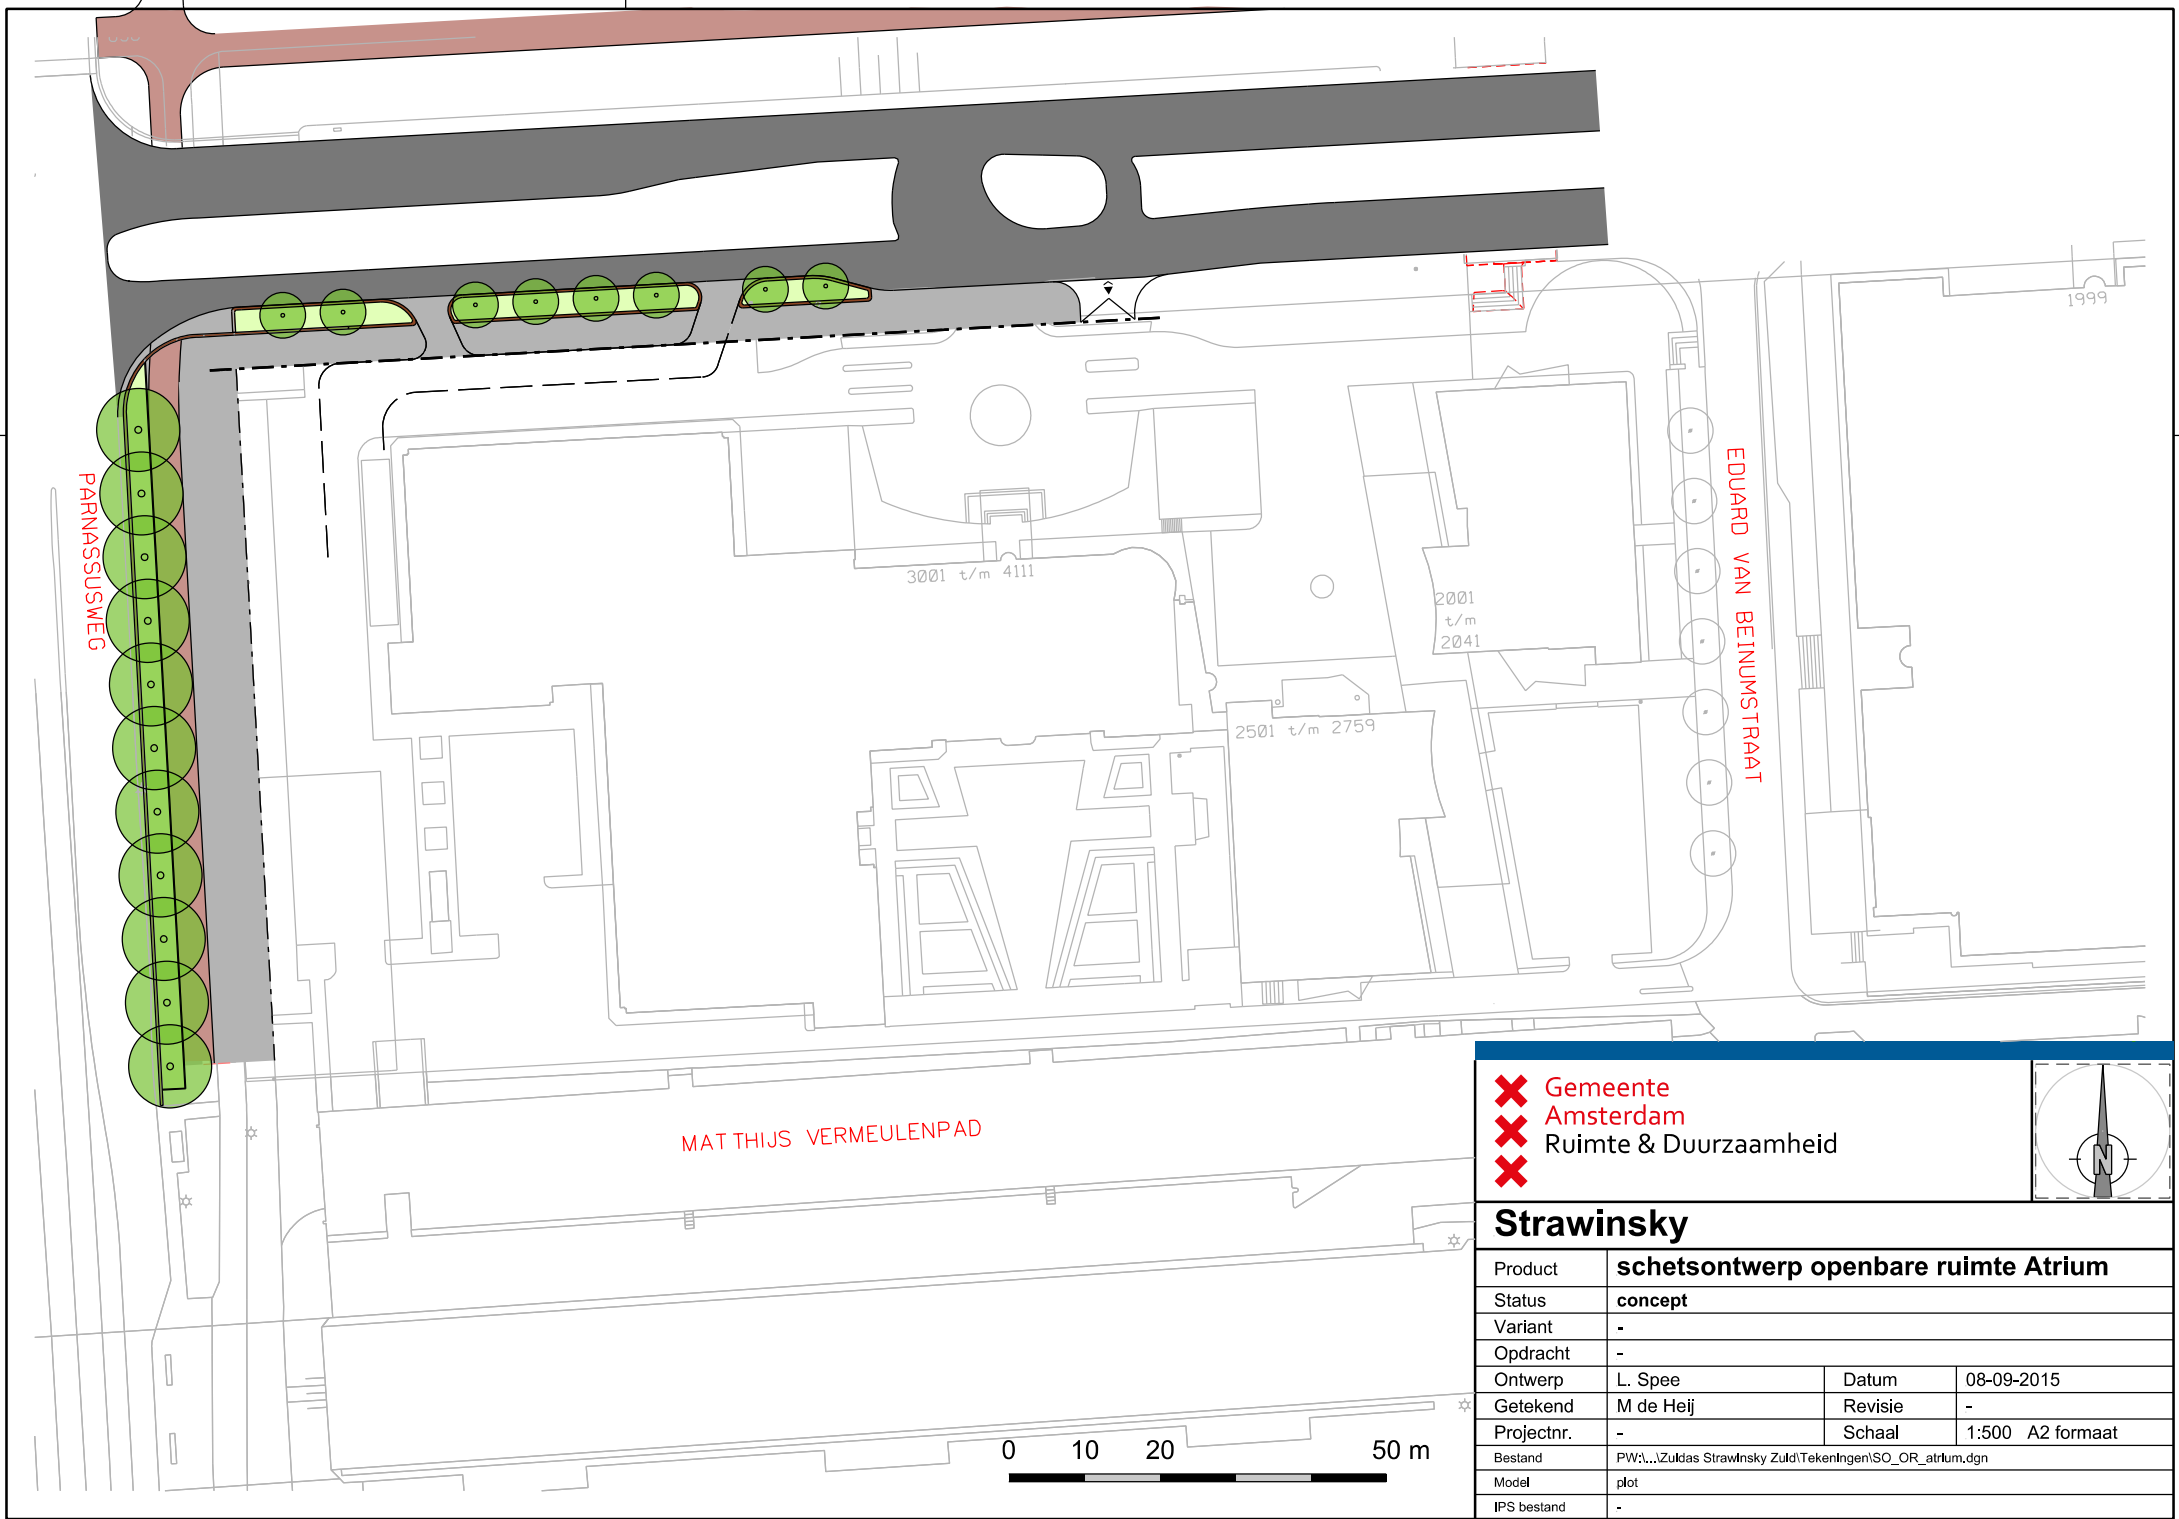 1999
PARNASSUSWEG
EDUARD VAN BEINUMSTRAAT
3001 t/m 4111
2001
t/m
2041
2501 t/m 2759
MATTHIJS VERMEULENPAD
Gemeente
Amsterdam
Ruimte & Duurzaamheid
N
Strawinsky
Product schetsontwerp openbare ruimte Atrium
Status concept
Variant -
Opdracht -
Ontwerp L. Spee Datum 08-09-2015
Getekend M de Heij Revisie -
Projectnr. - Schaal 1:500 A2 formaat
Bestand PW:\...\Zuidas Strawinsky Zuid\Tekeningen\SO_OR_atrium.dgn
Model plot
IPS bestand -
0 10 20 50 m